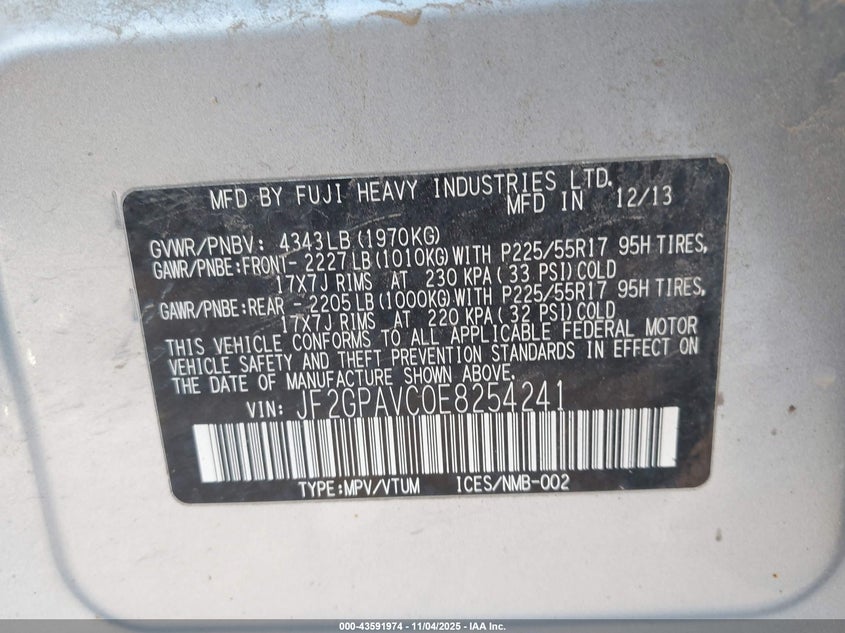 MFD BY FUJI HEAVY INDUSTRIES LTD.
MFD IN 12/13
GVWR/PNBV: 4343LB(1970KG)
GAWR/PNBE:FRONT- 2227LB(1010KG)WITH P225/55R17 95H TIRES,
17X7J RIMS AT 230 KPA(33 PSI)COLD
GAWR/PNBE:REAR - 2205LB(1000KG)WITH P225/55R17 95H TIRES,
17X7J RIMS AT 220 KPA(32 PSI)COLD
THIS VEHICLE CONFORMS TO ALL APPLICABLE FEDERAL MOTOR
VEHICLE SAFETY AND THEFT PREVENTION STANDARDS IN EFFECT ON
THE DATE OF MANUFACTURE SHOWN ABOVE.
VIN: JF2GPAVC0E8254241
TYPE:MPV/VTUM ICES/NMB-002
000-43591974 - 11/04/2025 - IAA Inc.